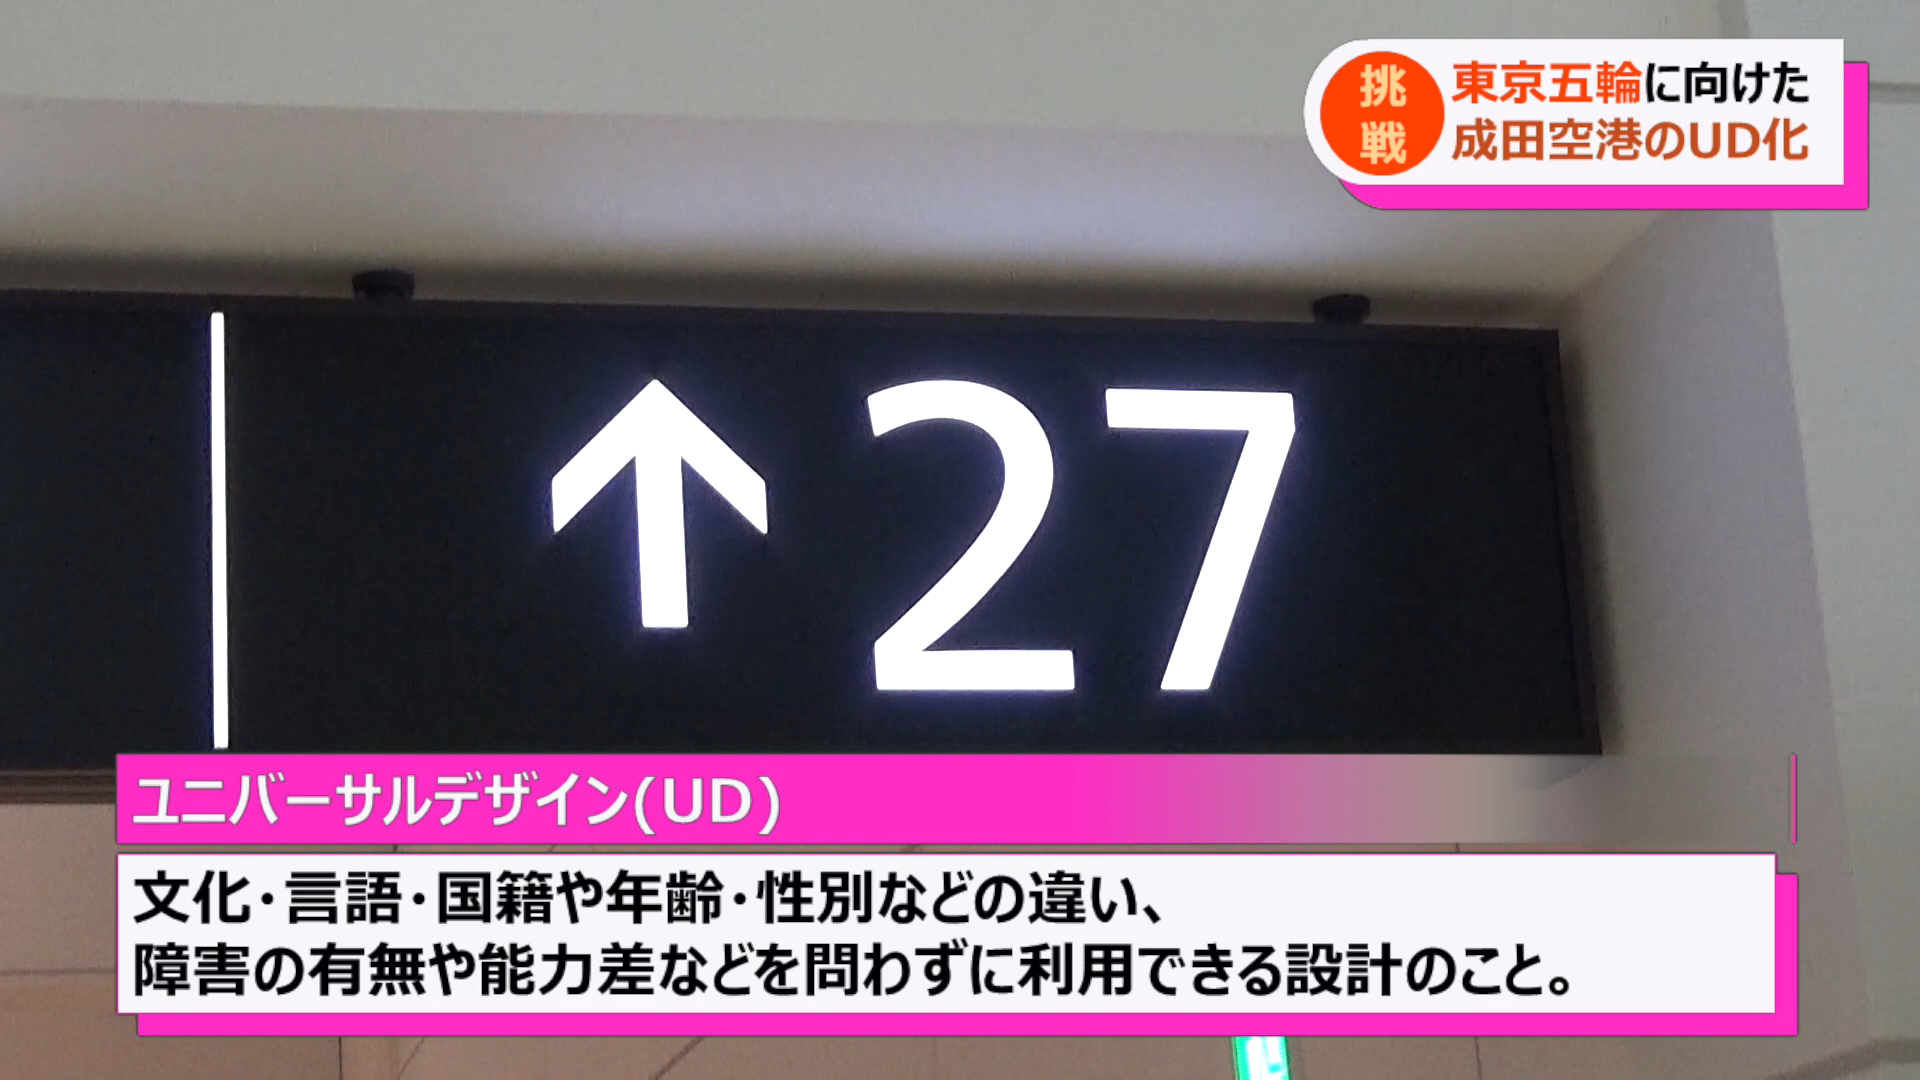 挑戦
東京五輪に向けた
成田空港のUD化
↑27
ユニバーサルデザイン(UD)
文化・言語・国籍や年齢・性別などの違い、
障害の有無や能力差などを問わずに利用できる設計のこと。